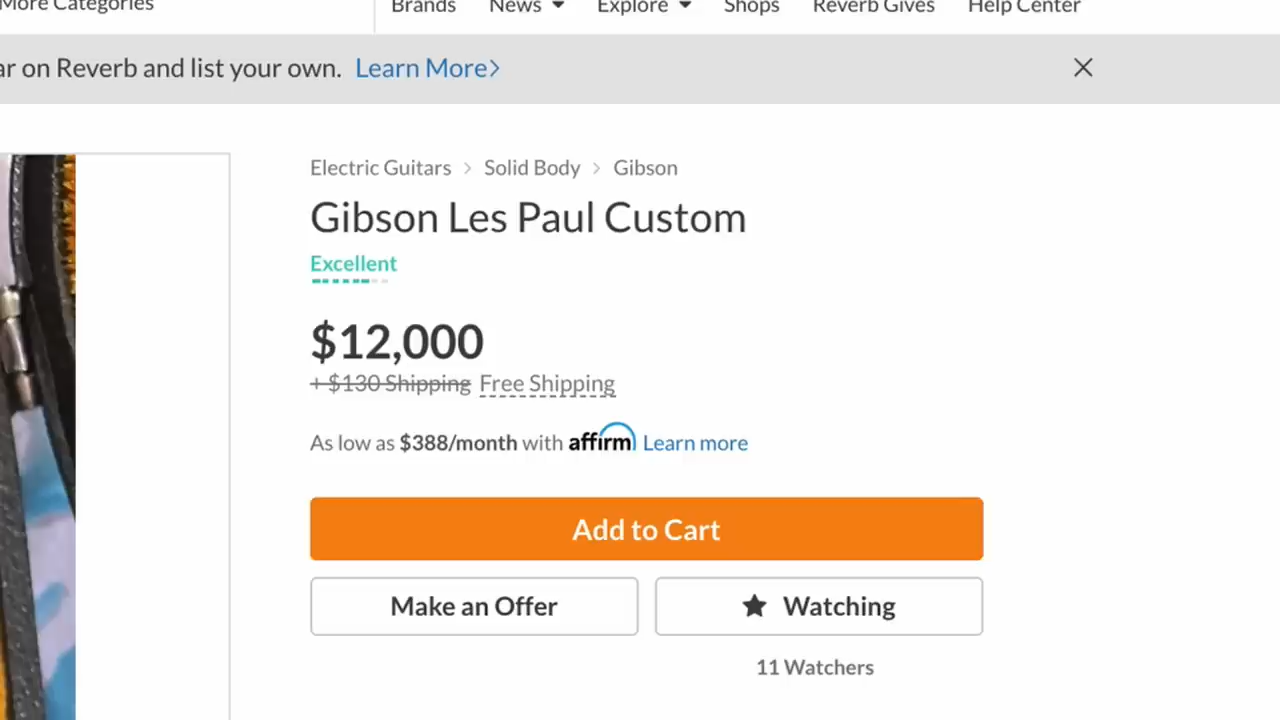 More Categories
Brands News Explore Shops Reverb Gives Help Center
on Reverb and list your own. Learn More>
Electric Guitars > Solid Body > Gibson
Gibson Les Paul Custom
Excellent
$12,000
+ $130 Shipping Free Shipping
As low as $388/month with affirm Learn more
Add to Cart
Make an Offer
★ Watching
11 Watchers